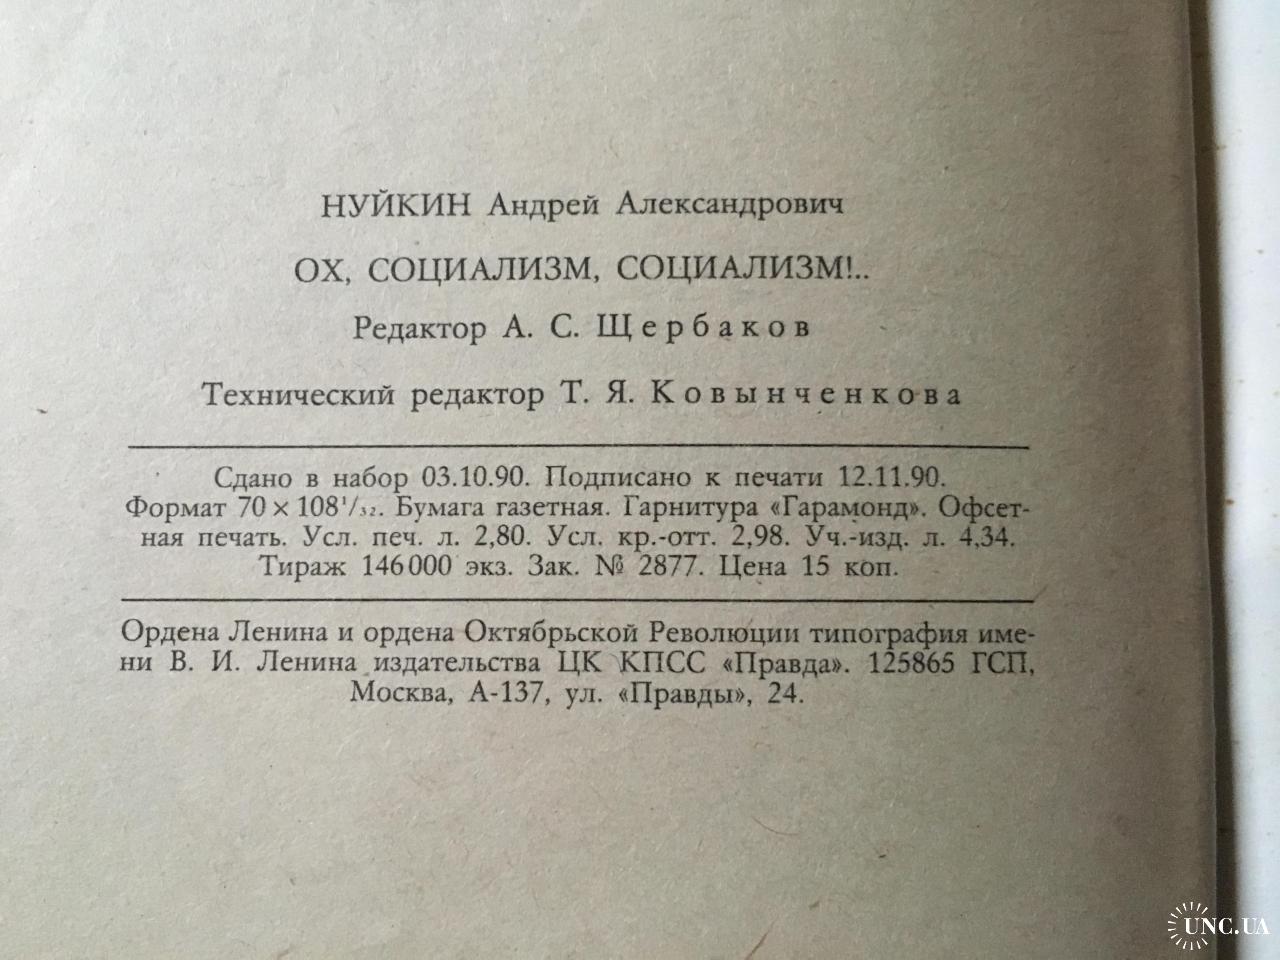 НУЙКИН Андрей Александрович
ОХ, СОЦИАЛИЗМ, СОЦИАЛИЗМ!..
Редактор А. С. Щербаков
Технический редактор Т. Я. Ковынченкова
Сдано в набор 03.10.90. Подписано к печати 12.11.90.
Формат 70 × 108¹/₃₂. Бумага газетная. Гарнитура «Гарамонд». Офсет-
ная печать. Усл. печ. л. 2,80. Усл. кр.-отт. 2,98. Уч.-изд. л. 4,34.
Тираж 146 000 экз. Зак. № 2877. Цена 15 коп.
Ордена Ленина и ордена Октябрьской Революции типография име-
ни В. И. Ленина издательства ЦК КПСС «Правда». 125865 ГСП,
Москва, А-137, ул. «Правды», 24.
UNC.UA